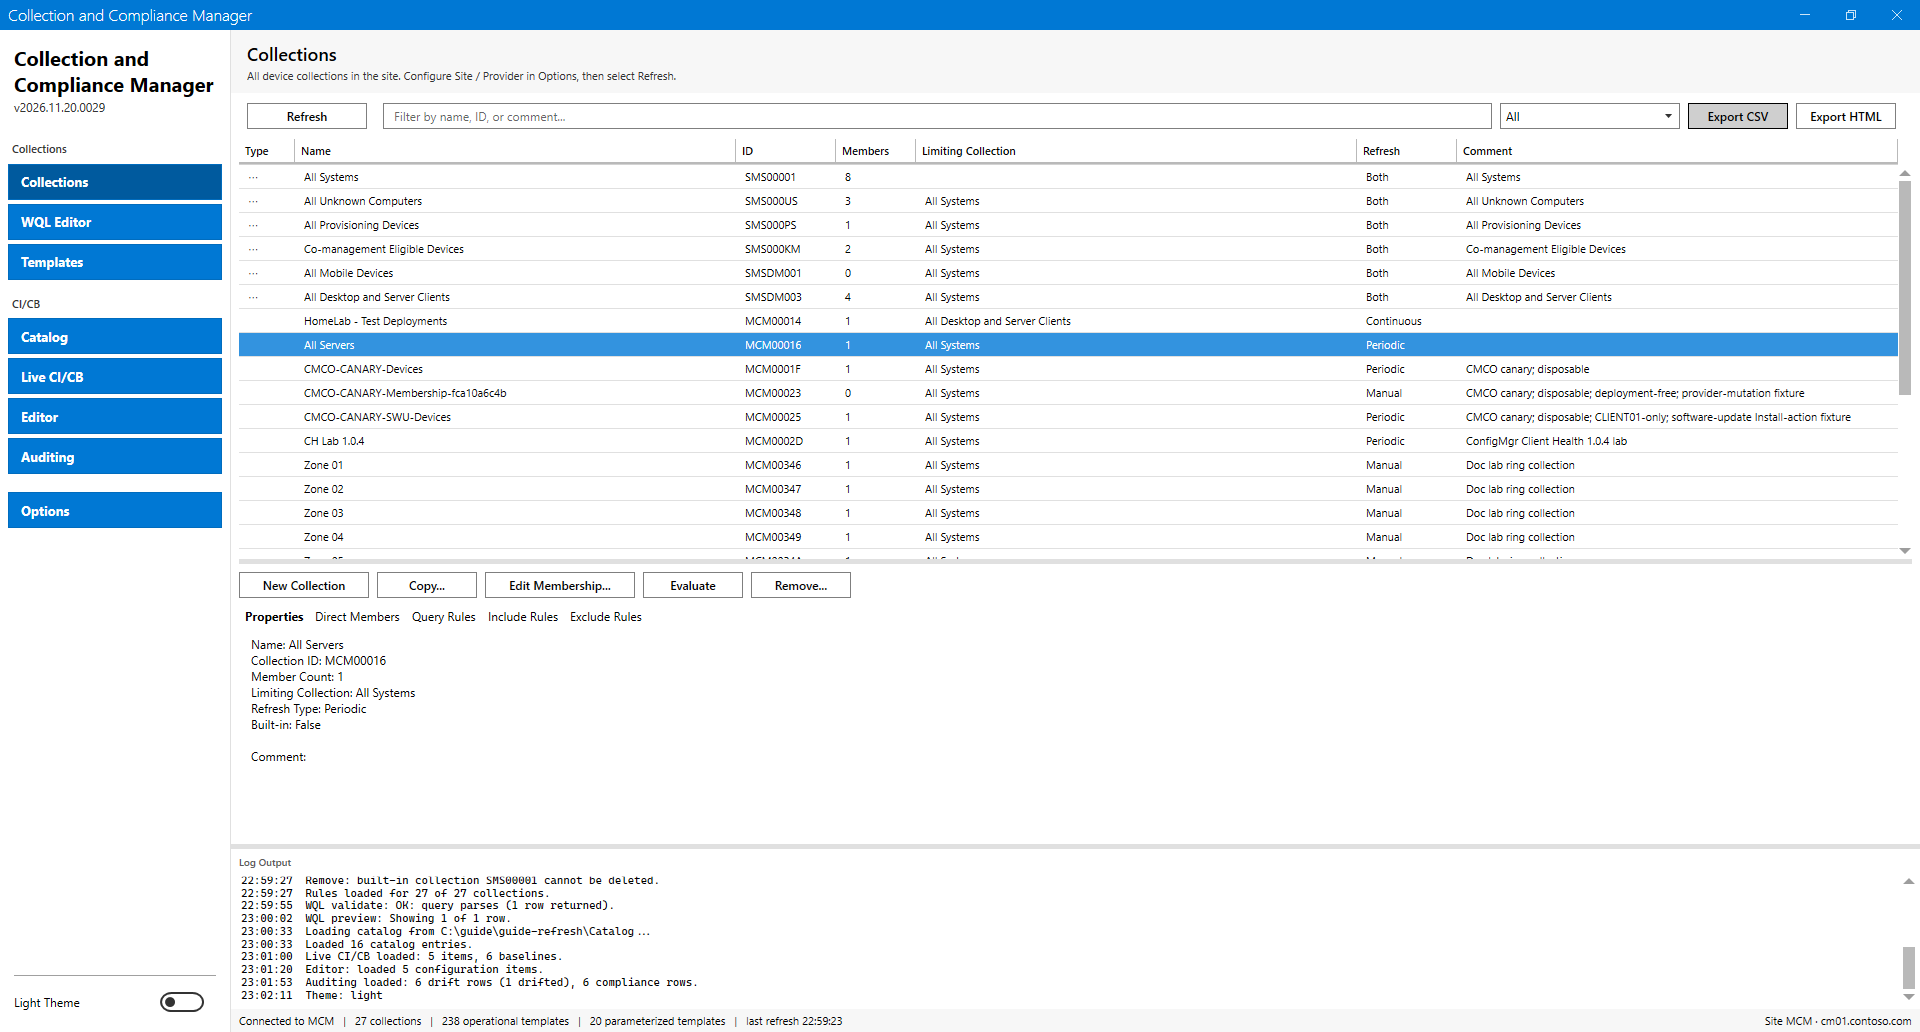 Collection and Compliance Manager
Collection and
Compliance Manager
v2026.11.20.0029
Collections
Collections
WQL Editor
Templates
CI/CB
Catalog
Live CI/CB
Editor
Auditing
Options
Light Theme
Collections
All device collections in the site. Configure Site / Provider in Options, then select Refresh.
Refresh Filter by name, ID, or comment... All Export CSV Export HTML
Type Name ID Members Limiting Collection Refresh Comment
... All Systems SMS00001 8 Both All Systems
... All Unknown Computers SMS000US 3 All Systems Both All Unknown Computers
... All Provisioning Devices SMS000PS 1 All Systems Both All Provisioning Devices
... Co-management Eligible Devices SMS000KM 2 All Systems Both Co-management Eligible Devices
... All Mobile Devices SMSDM001 0 All Systems Both All Mobile Devices
... All Desktop and Server Clients SMSDM003 4 All Systems Both All Desktop and Server Clients
HomeLab - Test Deployments MCM00014 1 All Desktop and Server Clients Continuous
All Servers MCM00016 1 All Systems Periodic
CMCO-CANARY-Devices MCM0001F 1 All Systems Periodic CMCO canary; disposable
CMCO-CANARY-Membership-fca10a6c4b MCM00023 0 All Systems Manual CMCO canary; disposable; deployment-free; provider-mutation fixture
CMCO-CANARY-SWU-Devices MCM00025 1 All Systems Periodic CMCO canary; disposable; CLIENT01-only; software-update Install-action fixture
CH Lab 1.0.4 MCM0002D 1 All Systems Periodic ConfigMgr Client Health 1.0.4 lab
Zone 01 MCM00346 1 All Systems Manual Doc lab ring collection
Zone 02 MCM00347 1 All Systems Manual Doc lab ring collection
Zone 03 MCM00348 1 All Systems Manual Doc lab ring collection
Zone 04 MCM00349 1 All Systems Manual Doc lab ring collection
New Collection Copy... Edit Membership... Evaluate Remove...
Properties Direct Members Query Rules Include Rules Exclude Rules
Name: All Servers
Collection ID: MCM00016
Member Count: 1
Limiting Collection: All Systems
Refresh Type: Periodic
Built-in: False
Comment:
Log Output
22:59:27 Remove: built-in collection SMS00001 cannot be deleted.
22:59:27 Rules loaded for 27 of 27 collections.
22:59:55 WQL validate: OK: query parses (1 row returned).
23:00:02 WQL preview: Showing 1 of 1 row.
23:00:33 Loading catalog from C:\guide\guide-refresh\Catalog...
23:00:33 Loaded 16 catalog entries.
23:01:00 Live CI/CB loaded: 5 items, 6 baselines.
23:01:20 Editor: loaded 5 configuration items.
23:01:53 Auditing loaded: 6 drift rows (1 drifted), 6 compliance rows.
23:02:11 Theme: light
Connected to MCM | 27 collections | 238 operational templates | 20 parameterized templates | last refresh 22:59:23
Site MCM · cm01.contoso.com